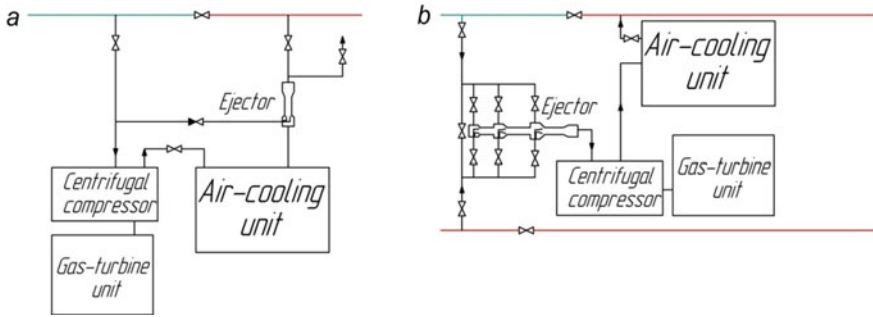 a
Ejector
Centrifugal
compressor
Air-cooling
unit
Gas-turbine
unit
b
Air-cooling
unit
Ejector
Centrifugal
compressor
Gas-turbine
unit